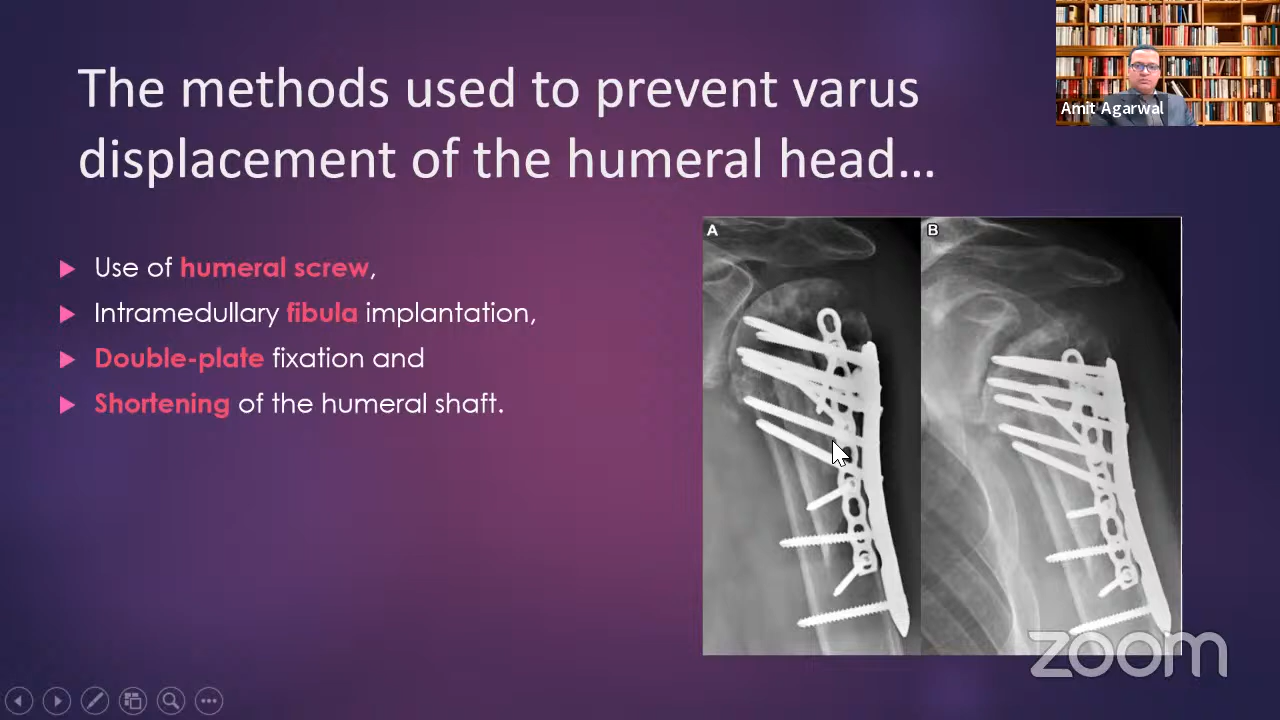 The methods used to prevent varus
displacement of the humeral head...
Amit Agarwal
Use of humeral screw,
Intramedullary fibula implantation,
Double-plate fixation and
Shortening of the humeral shaft.
A
B
zoom